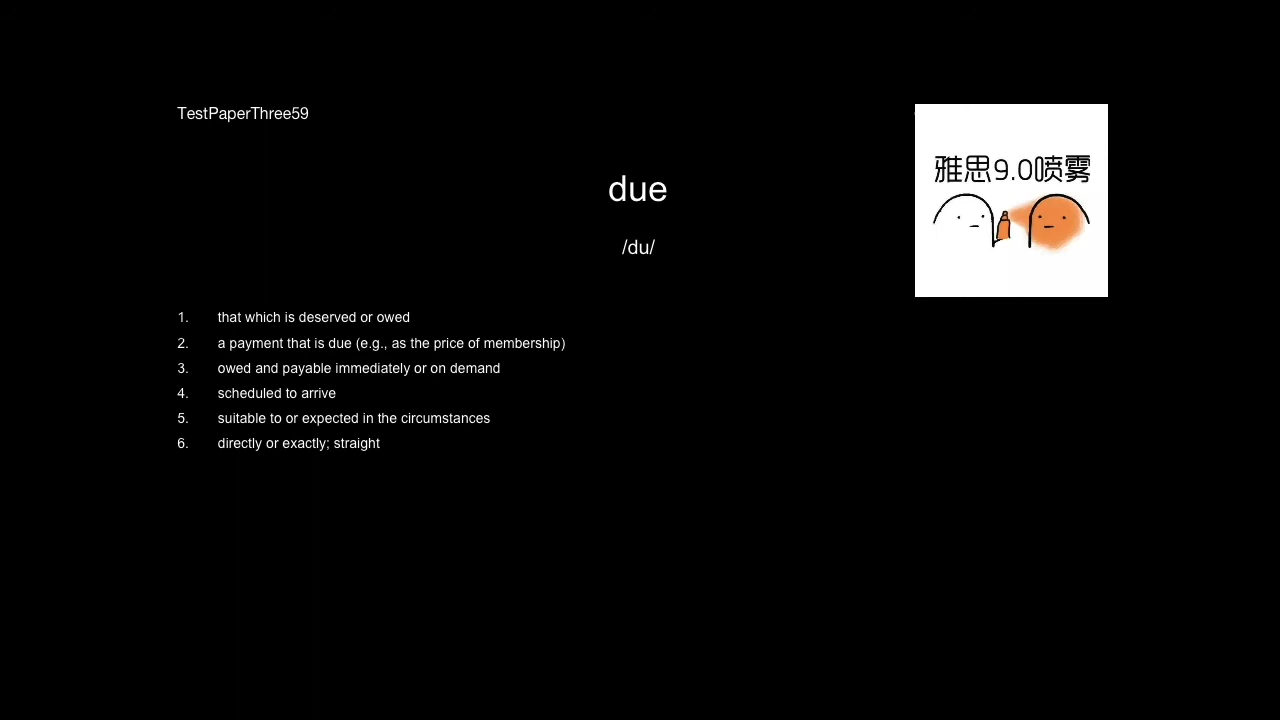 TestPaperThree59
雅思9.0喷雾
due
/du/
1. that which is deserved or owed
2. a payment that is due (e.g., as the price of membership)
3. owed and payable immediately or on demand
4. scheduled to arrive
5. suitable to or expected in the circumstances
6. directly or exactly; straight